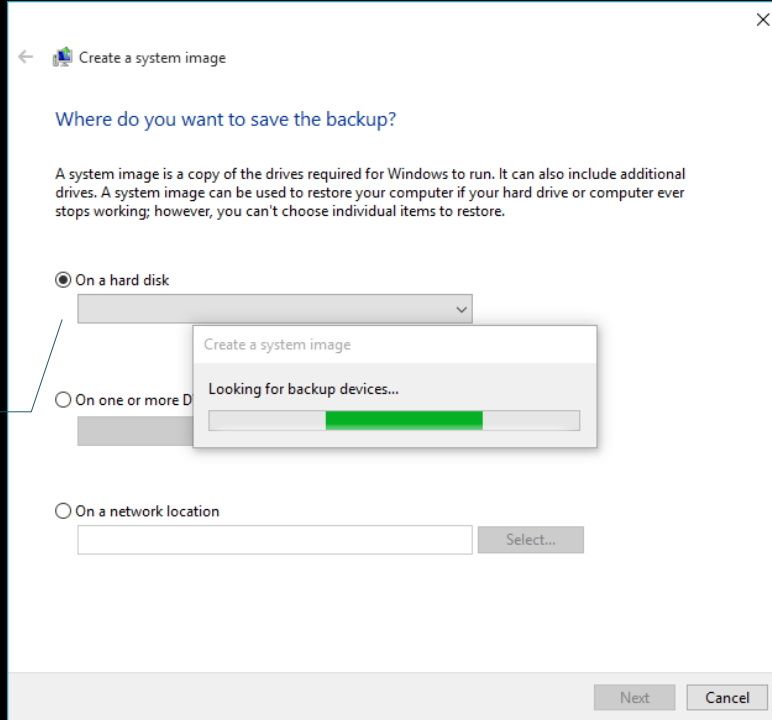 Create a system image
Where do you want to save the backup?
A system image is a copy of the drives required for Windows to run. It can also include additional
drives. A system image can be used to restore your computer if your hard drive or computer ever
stops working; however, you can't choose individual items to restore.
On a hard disk
Create a system image
Looking for backup devices...
On one or more D
On a network location
Select...
Next
Cancel